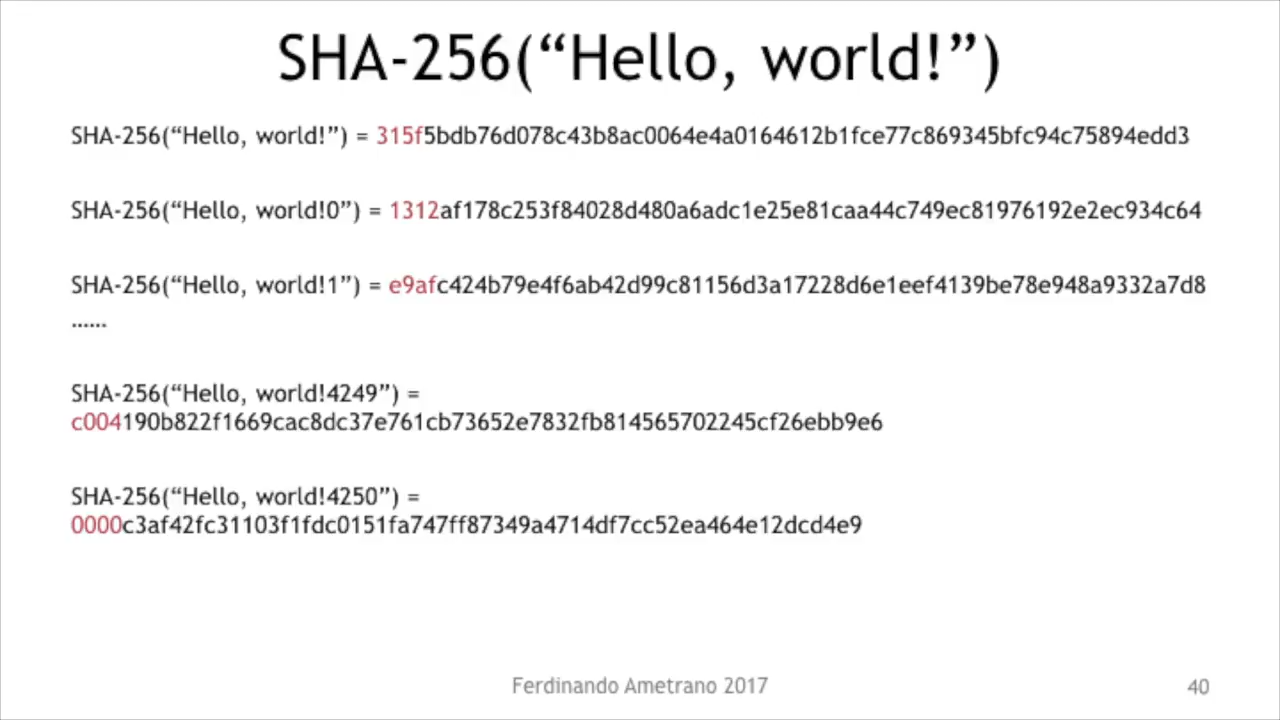 SHA-256(“Hello, world!”)
SHA-256(“Hello, world!”) = 315f5bdb76d078c43b8ac0064e4a0164612b1fce77c869345bfc94c75894edd3
SHA-256(“Hello, world!0”) = 1312af178c253f84028d480a6adc1e25e81caa44c749ec81976192e2ec934c64
SHA-256(“Hello, world!1”) = e9afc424b79e4f6ab42d99c81156d3a17228d6e1eef4139be78e948a9332a7d8
……
SHA-256(“Hello, world!4249”) =
c004190b822f1669cac8dc37e761cb73652e7832fb814565702245cf26ebb9e6
SHA-256(“Hello, world!4250”) =
0000c3af42fc31103f1fdc0151fa747ff87349a4714df7cc52ea464e12dcd4e9
Ferdinando Ametrano 2017
40